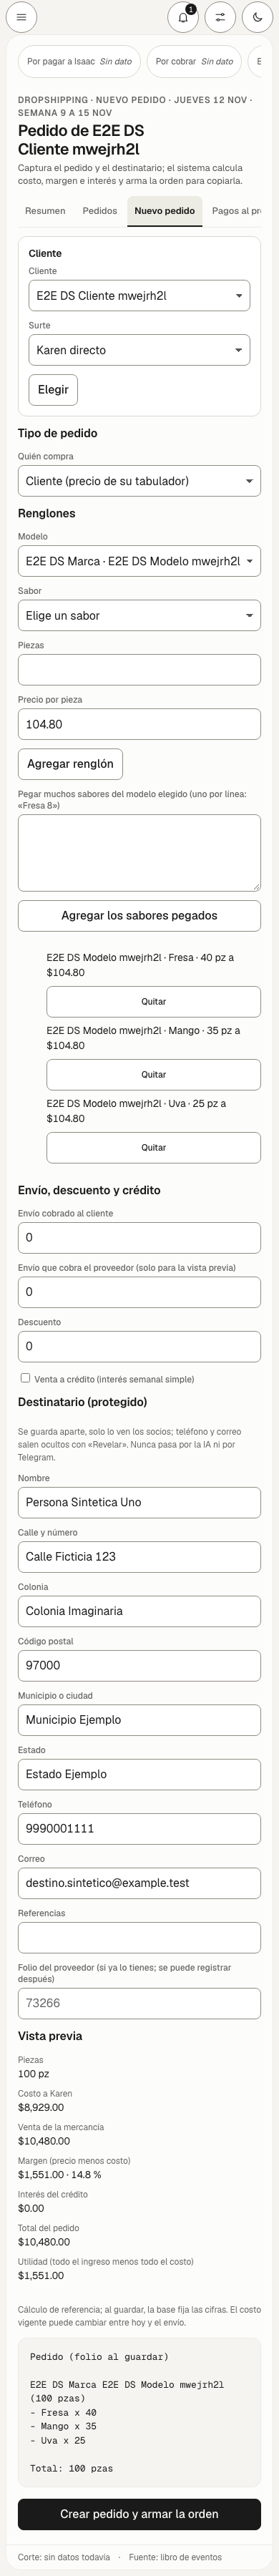 1
Por pagar a Isaac Sin dato
Por cobrar Sin dato
E
DROPSHIPPING · NUEVO PEDIDO · JUEVES 12 NOV ·
SEMANA 9 A 15 NOV
Pedido de E2E DS
Cliente mwejrh2l
Captura el pedido y el destinatario; el sistema calcula
costo, margen e interés y arma la orden para copiarla.
Resumen Pedidos Nuevo pedido Pagos al pr
Cliente
Cliente
E2E DS Cliente mwejrh2l
Surte
Karen directo
Elegir
Tipo de pedido
Quién compra
Cliente (precio de su tabulador)
Renglones
Modelo
E2E DS Marca · E2E DS Modelo mwejrh2l
Sabor
Elige un sabor
Piezas
Precio por pieza
104.80
Agregar renglón
Pegar muchos sabores del modelo elegido (uno por línea:
«Fresa 8»)
Agregar los sabores pegados
E2E DS Modelo mwejrh2l · Fresa · 40 pz a
$104.80
Quitar
E2E DS Modelo mwejrh2l · Mango · 35 pz a
$104.80
Quitar
E2E DS Modelo mwejrh2l · Uva · 25 pz a
$104.80
Quitar
Envío, descuento y crédito
Envío cobrado al cliente
0
Envío que cobra el proveedor (solo para la vista previa)
0
Descuento
0
Venta a crédito (interés semanal simple)
Destinatario (protegido)
Se guarda aparte, solo lo ven los socios; teléfono y correo
salen ocultos con «Revelar». Nunca pasa por la IA ni por
Telegram.
Nombre
Persona Sintetica Uno
Calle y número
Calle Ficticia 123
Colonia
Colonia Imaginaria
Código postal
97000
Municipio o ciudad
Municipio Ejemplo
Estado
Estado Ejemplo
Teléfono
9990001111
Correo
destino.sintetico@example.test
Referencias
Folio del proveedor (si ya lo tienes; se puede registrar
después)
73266
Vista previa
Piezas
100 pz
Costo a Karen
$8,929.00
Venta de la mercancía
$10,480.00
Margen (precio menos costo)
$1,551.00 · 14.8 %
Interés del crédito
$0.00
Total del pedido
$10,480.00
Utilidad (todo el ingreso menos todo el costo)
$1,551.00
Cálculo de referencia; al guardar, la base fija las cifras. El costo
vigente puede cambiar entre hoy y el envío.
Pedido (folio al guardar)
E2E DS Marca E2E DS Modelo mwejrh2l
(100 pzas)
- Fresa x 40
- Mango x 35
- Uva x 25
Total: 100 pzas
Crear pedido y armar la orden
Corte: sin datos todavía · Fuente: libro de eventos